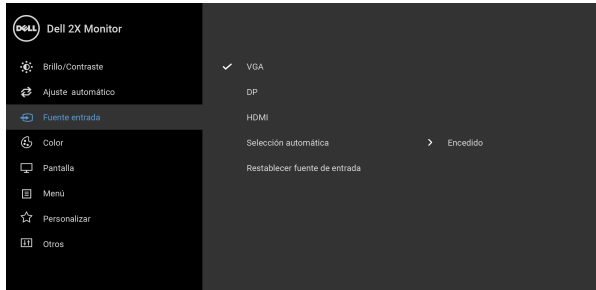 DELL Dell 2X Monitor
Brillo/Contraste
VGA
Ajuste automático
DP
Fuente entrada
HDMI
Color
Selección automática
Encedido
Pantalla
Restablecer fuente de entrada
Menú
Personalizar
Otros